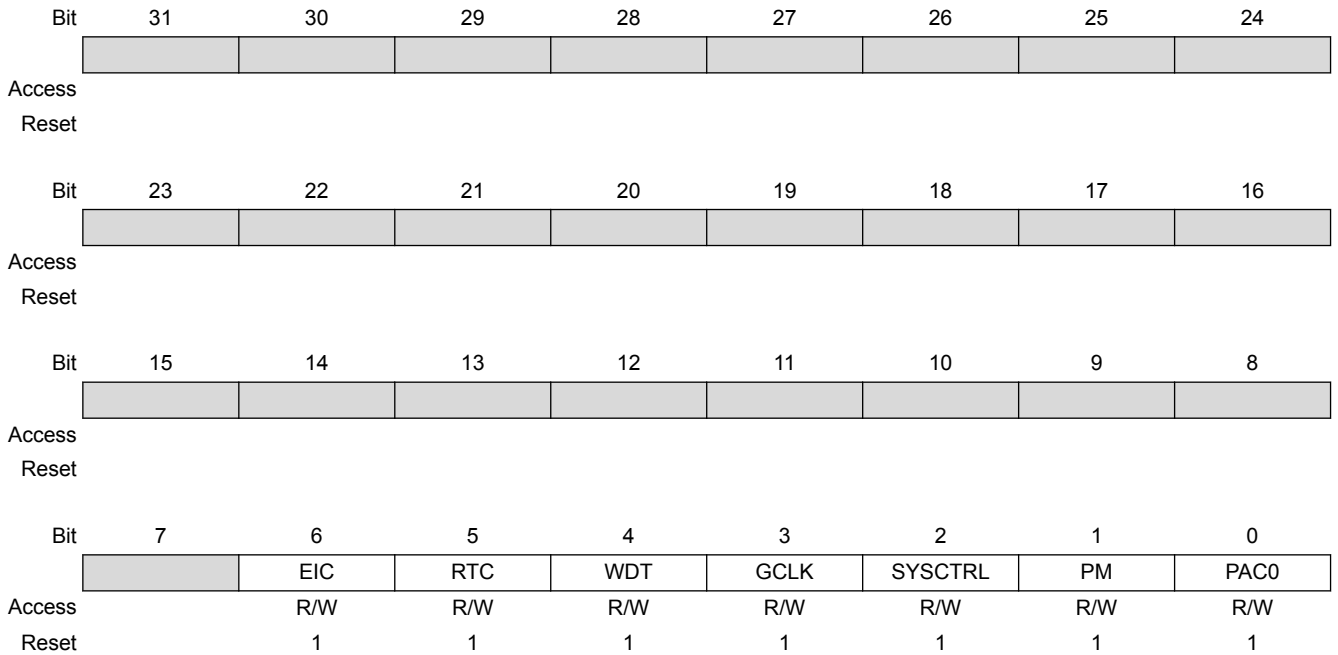 Bit 31 30 29 28 27 26 25 24
Access
Reset
Bit 23 22 21 20 19 18 17 16
Access
Reset
Bit 15 14 13 12 11 10 9 8
Access
Reset
Bit 7 6 5 4 3 2 1 0
EIC RTC WDT GCLK SYSCTRL PM PAC0
Access R/W R/W R/W R/W R/W R/W R/W
Reset 1 1 1 1 1 1 1